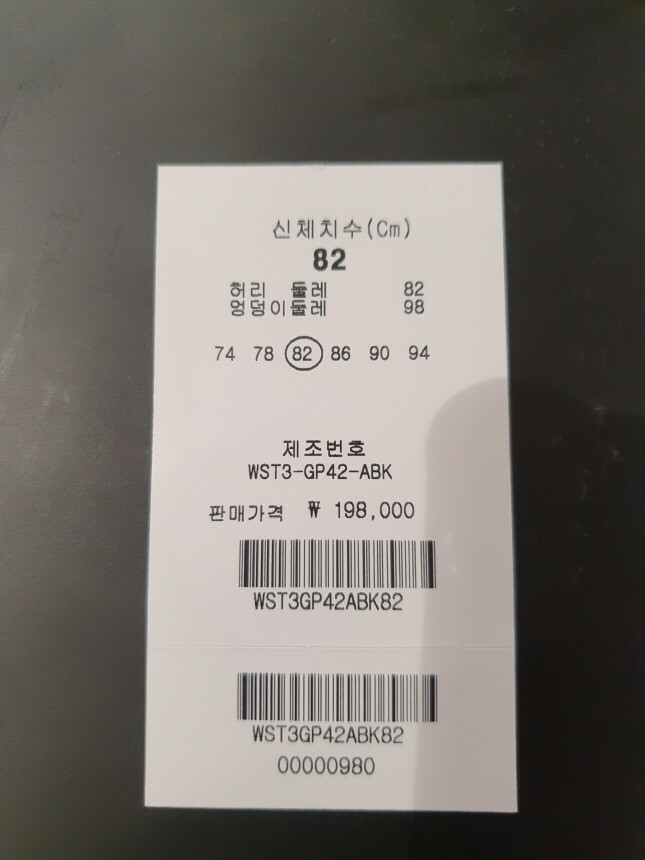 신체치수(Cm)
82
허리 둘레 82
엉덩이둘레 98
74 78 82 86 90 94
제조번호
WST3-GP42-ABK
판매가격 ₩ 198,000
WST3GP42ABK82
WST3GP42ABK82
00000980